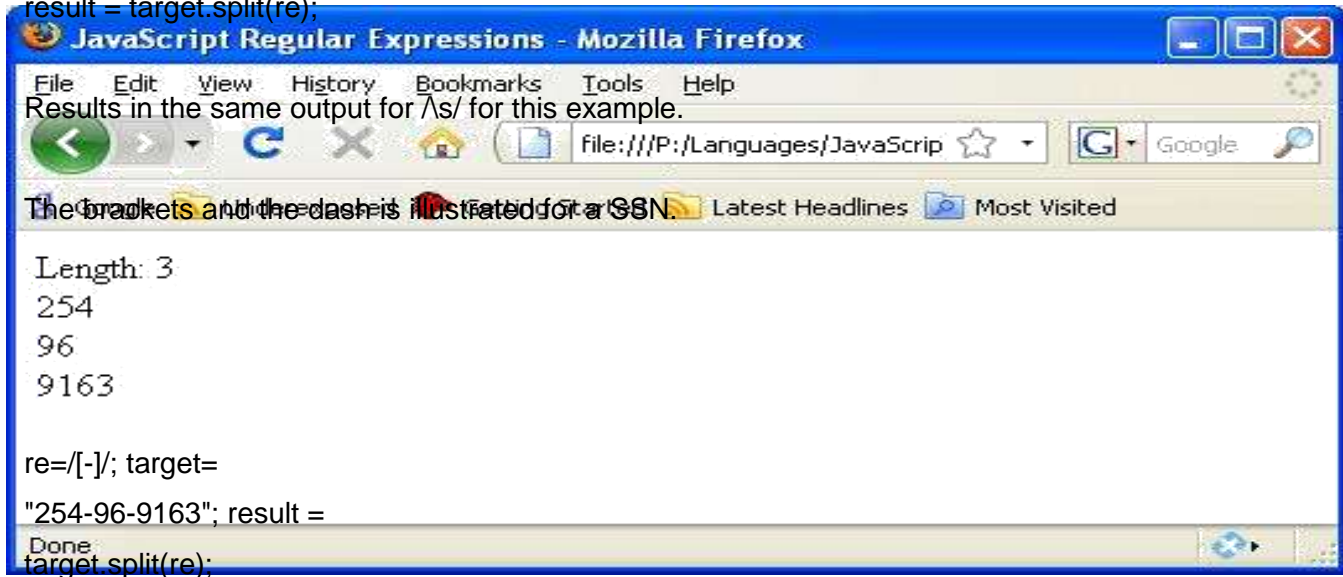 result = target.split(re);
JavaScript Regular Expressions - Mozilla Firefox
File Edit View History Bookmarks Tools Help
Results in the same output for /\s/ for this example.
file:///P:/Languages/JavaScrip
G Google
The brackets and the dash is illustrated for a SSN.
Google Latest Headlines Most Visited
Length: 3
254
96
9163
re=/[-]/; target=
"254-96-9163"; result =
Done
target.split(re);